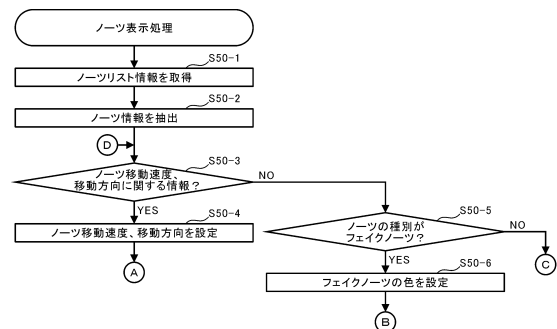 ノーツ表示処理
S50-1
ノーツリスト情報を取得
S50-2
ノーツ情報を抽出
D
S50-3
ノーツ移動速度、
移動方向に関する情報？
NO
YES
S50-4
ノーツ移動速度、移動方向を設定
A
S50-5
ノーツの種別が
フェイクノーツ？
NO
C
YES
S50-6
フェイクノーツの色を設定
B